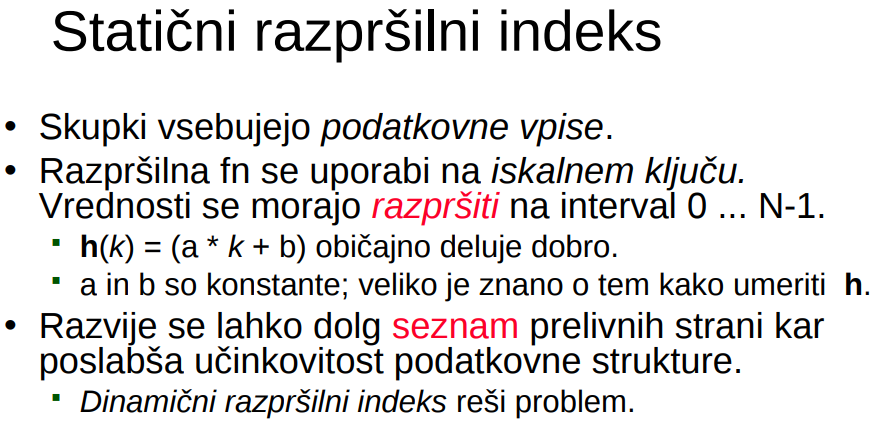 Statični razpršilni indeks
• Skupki vsebujejo podatkovne vpise.
• Razpršilna fn se uporabi na iskalnem ključu.
Vrednosti se morajo razpršiti na interval 0 ... N-1.
▪ h(k) = (a * k + b) običajno deluje dobro.
▪ a in b so konstante; veliko je znano o tem kako umeriti h.
• Razvije se lahko dolg seznam prelivnih strani kar
poslabša učinkovitost podatkovne strukture.
▪ Dinamični razpršilni indeks reši problem.